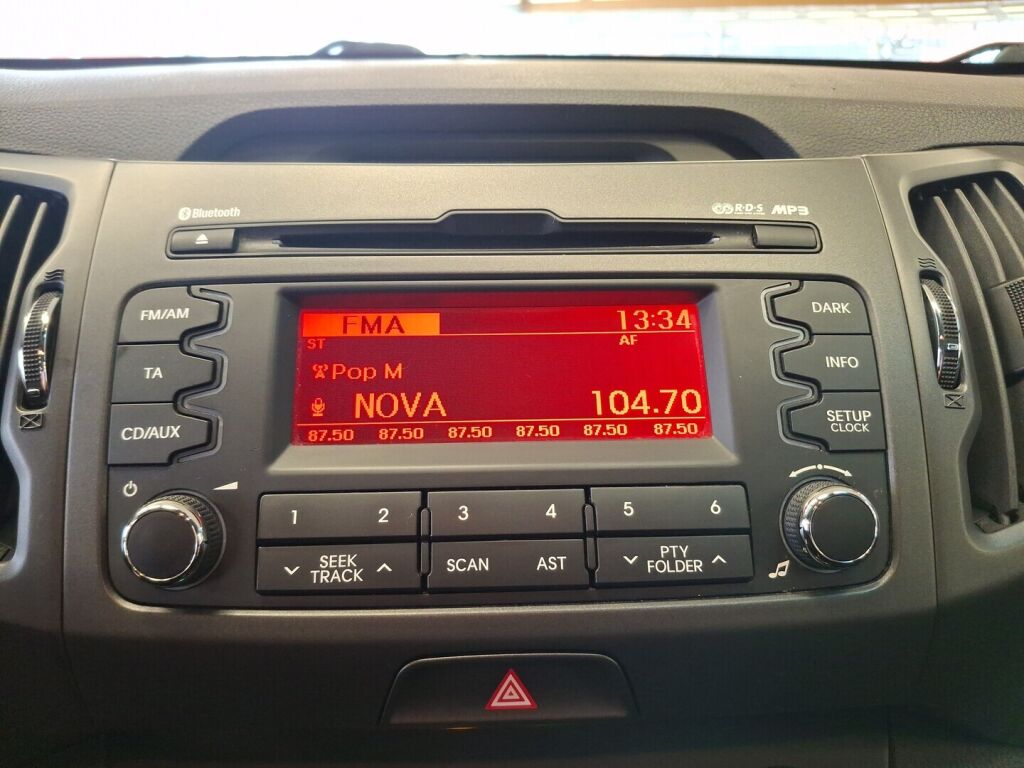 Bluetooth
R·D·S MP3
FM/AM
TA
CD/AUX
FMA 13:34
ST AF
Pop M
NOVA 104.70
87.50 87.50 87.50 87.50 87.50 87.50
DARK
INFO
SETUP
CLOCK
1 2 3 4 5 6
SEEK
TRACK
SCAN AST
PTY
FOLDER